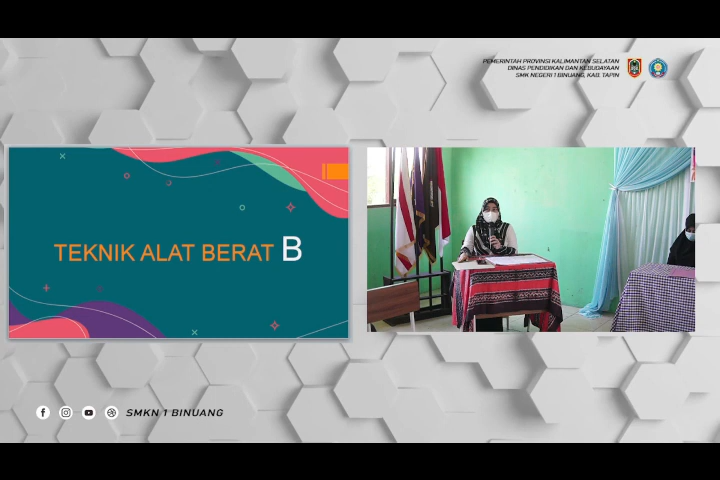 PEMERINTAH PROVINSI KALIMANTAN SELATAN
DINAS PENDIDIKAN DAN KEBUDAYAAN
SMK NEGERI 1 BINUANG, KAB. TAPIN
TEKNIK ALAT BERAT B
SMKN 1 BINUANG